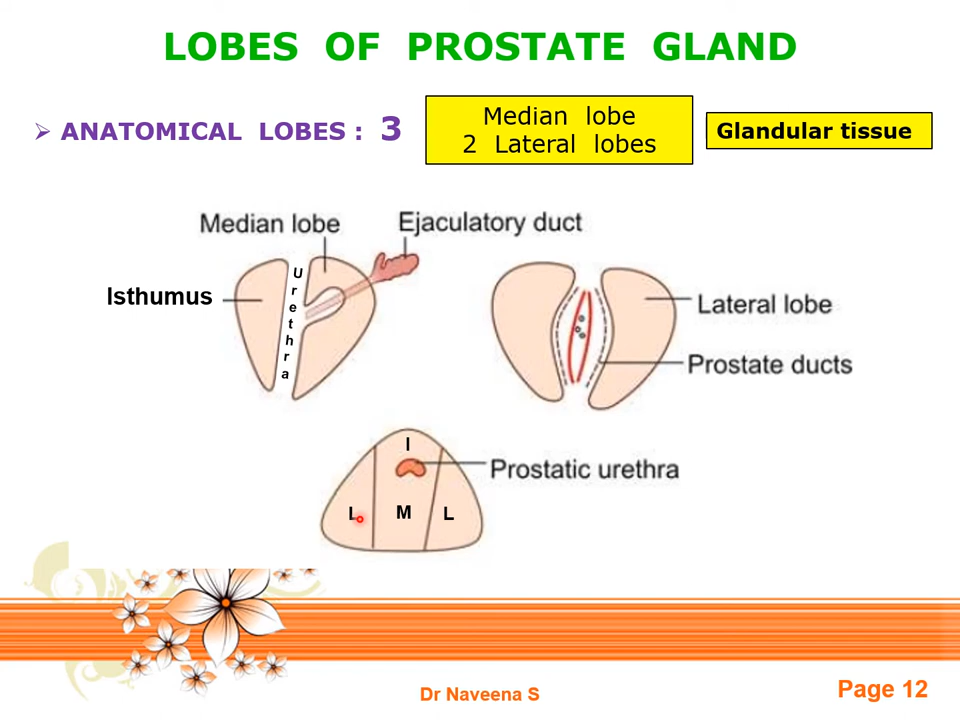 LOBES OF PROSTATE GLAND
ANATOMICAL LOBES : 3
Median lobe
2 Lateral lobes
Glandular tissue
Median lobe
Ejaculatory duct
Isthumus
Urethra
Lateral lobe
Prostate ducts
I
Prostatic urethra
L M L
Dr Naveena S
Page 12